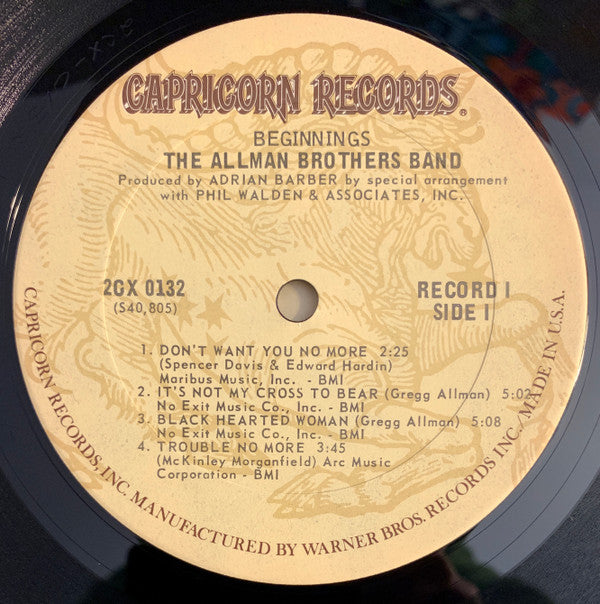 CAPRICORN RECORDS®
BEGINNINGS
THE ALLMAN BROTHERS BAND
Produced by ADRIAN BARBER by special arrangement
with PHIL WALDEN & ASSOCIATES, INC.
2CX 0132
(S40,805)
RECORD I
SIDE I
1. DON'T WANT YOU NO MORE 2:25
(Spencer Davis & Edward Hardin)
Maribus Music, Inc. - BMI
2. IT'S NOT MY CROSS TO BEAR (Gregg Allman) 5:02
No Exit Music Co., Inc. - BMI
3. BLACK HEARTED WOMAN (Gregg Allman) 5:08
No Exit Music Co., Inc. - BMI
4. TROUBLE NO MORE 3:45
(McKinley Morganfield) Arc Music
Corporation - BMI
CAPRICORN RECORDS, INC. MANUFACTURED BY WARNER BROS. RECORDS INC./MADE IN U.S.A.